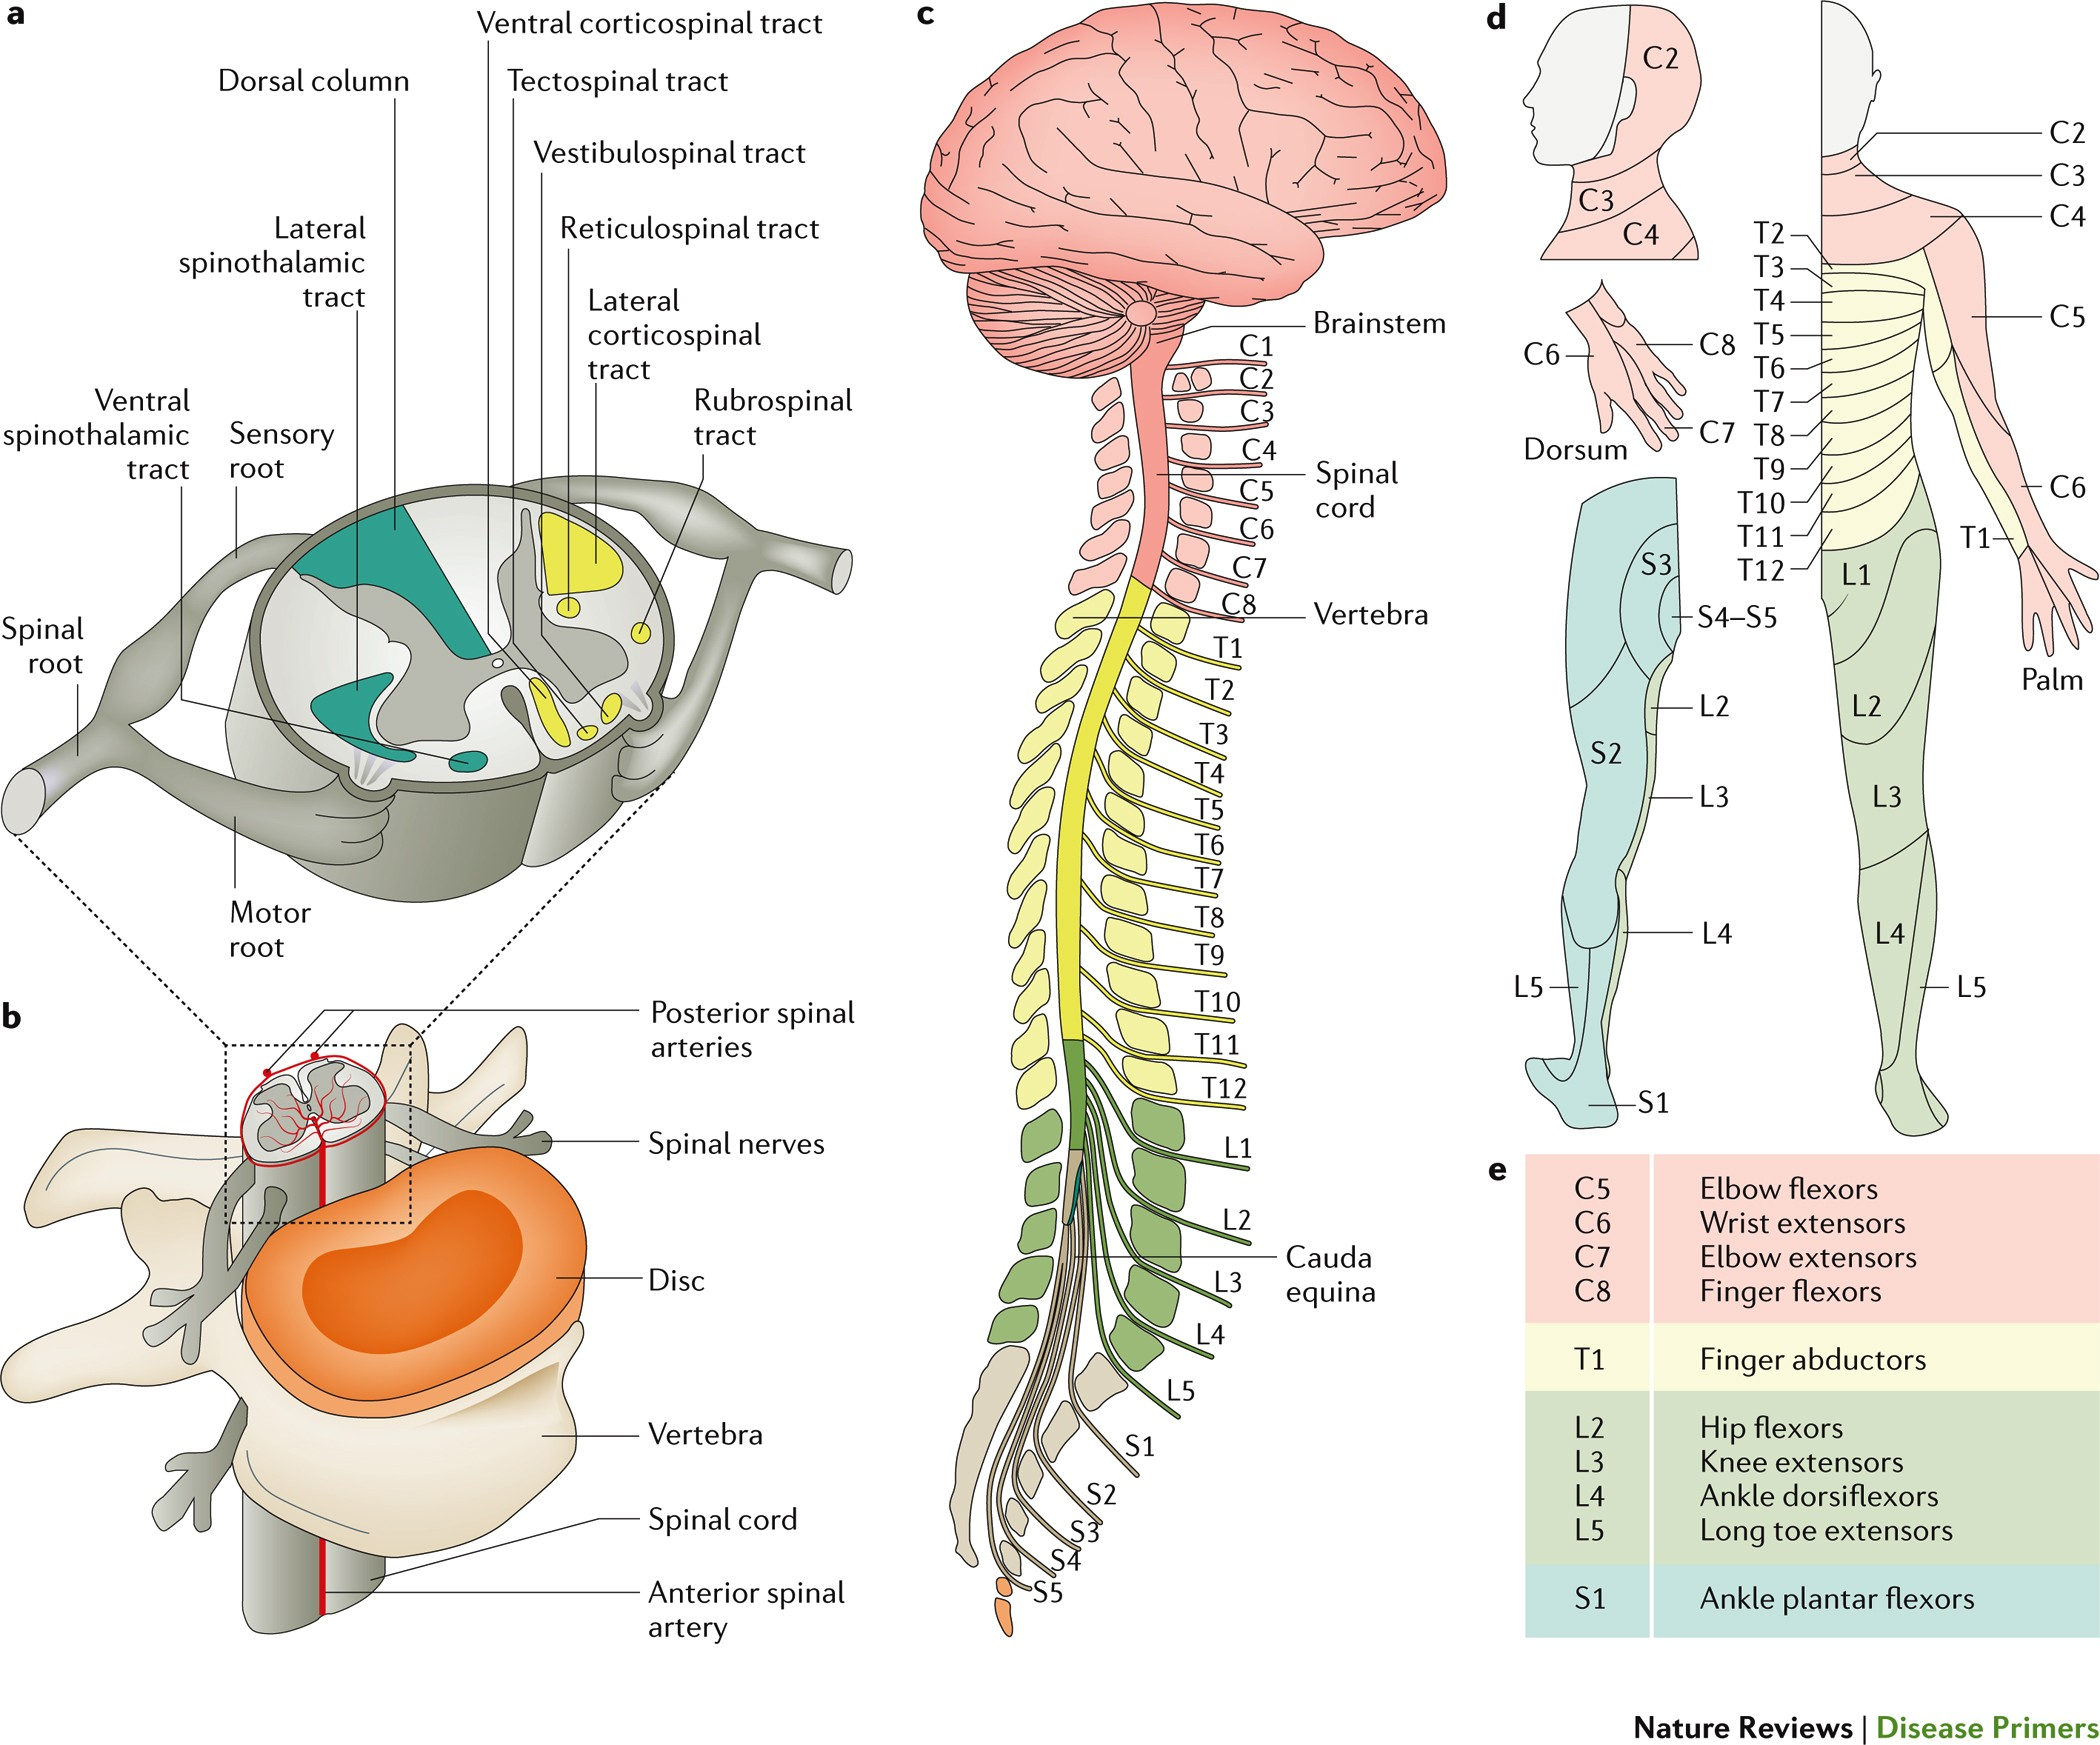 a
Ventral corticospinal tract
Dorsal column
Tectospinal tract
Vestibulospinal tract
Lateral
spinothalamic
tract
Reticulospinal tract
Lateral
corticospinal
tract
Ventral
spinothalamic
tract
Sensory
root
Rubrospinal
tract
Spinal
root
Motor
root
b
Posterior spinal
arteries
Spinal nerves
Disc
Vertebra
Spinal cord
Anterior spinal
artery
c
Brainstem
C1
C2
C3
C4
Spinal
cord
C5
C6
C7
C8
Vertebra
T1
T2
T3
T4
T5
T6
T7
T8
T9
T10
T11
T12
L1
L2
Cauda
equina
L3
L4
L5
S1
S2
S3
S4
S5
d
C2
C3
C4
C6
C8
C7
Dorsum
S3
S4–S5
L2
S2
L3
L4
L5
S1
C2
C3
C4
T2
T3
T4
T5
T6
T7
T8
T9
T10
T11
T12
C5
C6
T1
Palm
L1
L2
L3
L4
L5
e
C5 Elbow flexors
C6 Wrist extensors
C7 Elbow extensors
C8 Finger flexors
T1 Finger abductors
L2 Hip flexors
L3 Knee extensors
L4 Ankle dorsiflexors
L5 Long toe extensors
S1 Ankle plantar flexors
Nature Reviews | Disease Primers